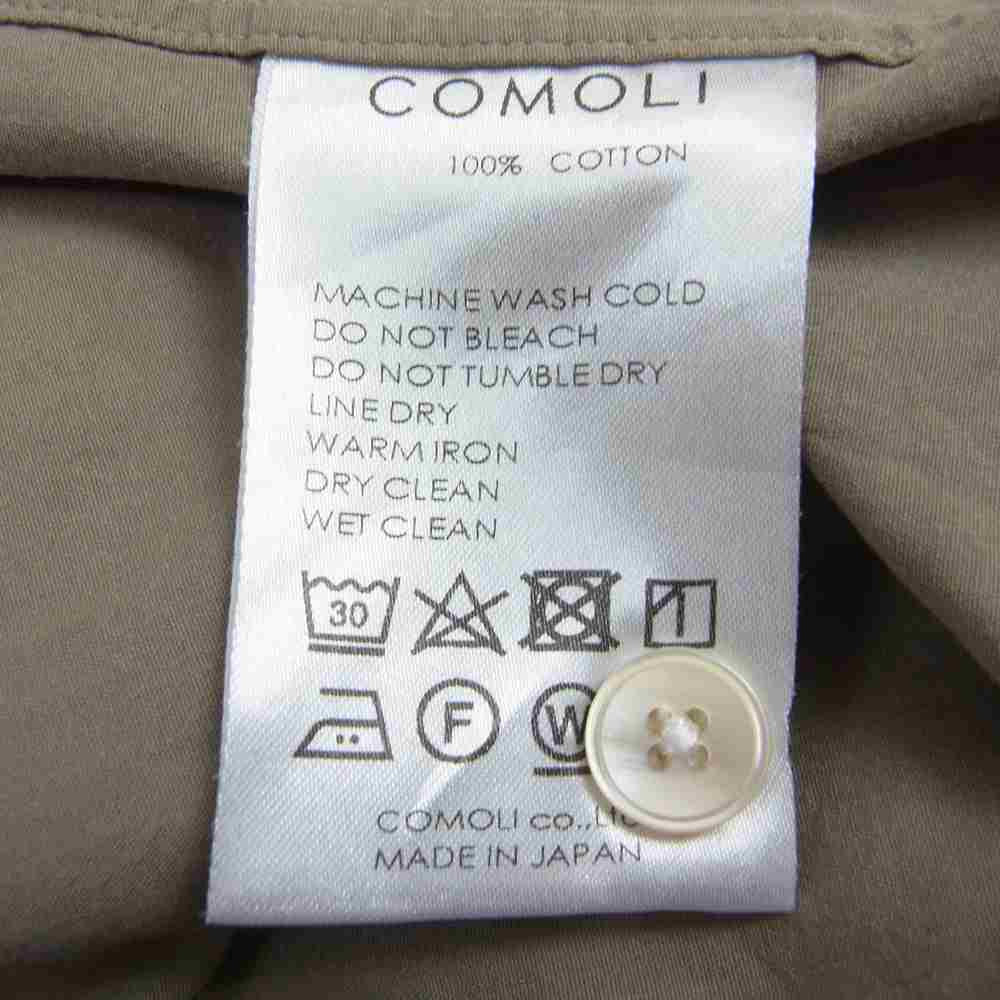 COMOLI
100% COTTON
MACHINE WASH COLD
DO NOT BLEACH
DO NOT TUMBLE DRY
LINE DRY
WARM IRON
DRY CLEAN
WET CLEAN
30
F W
COMOLI co.,Ltd
MADE IN JAPAN